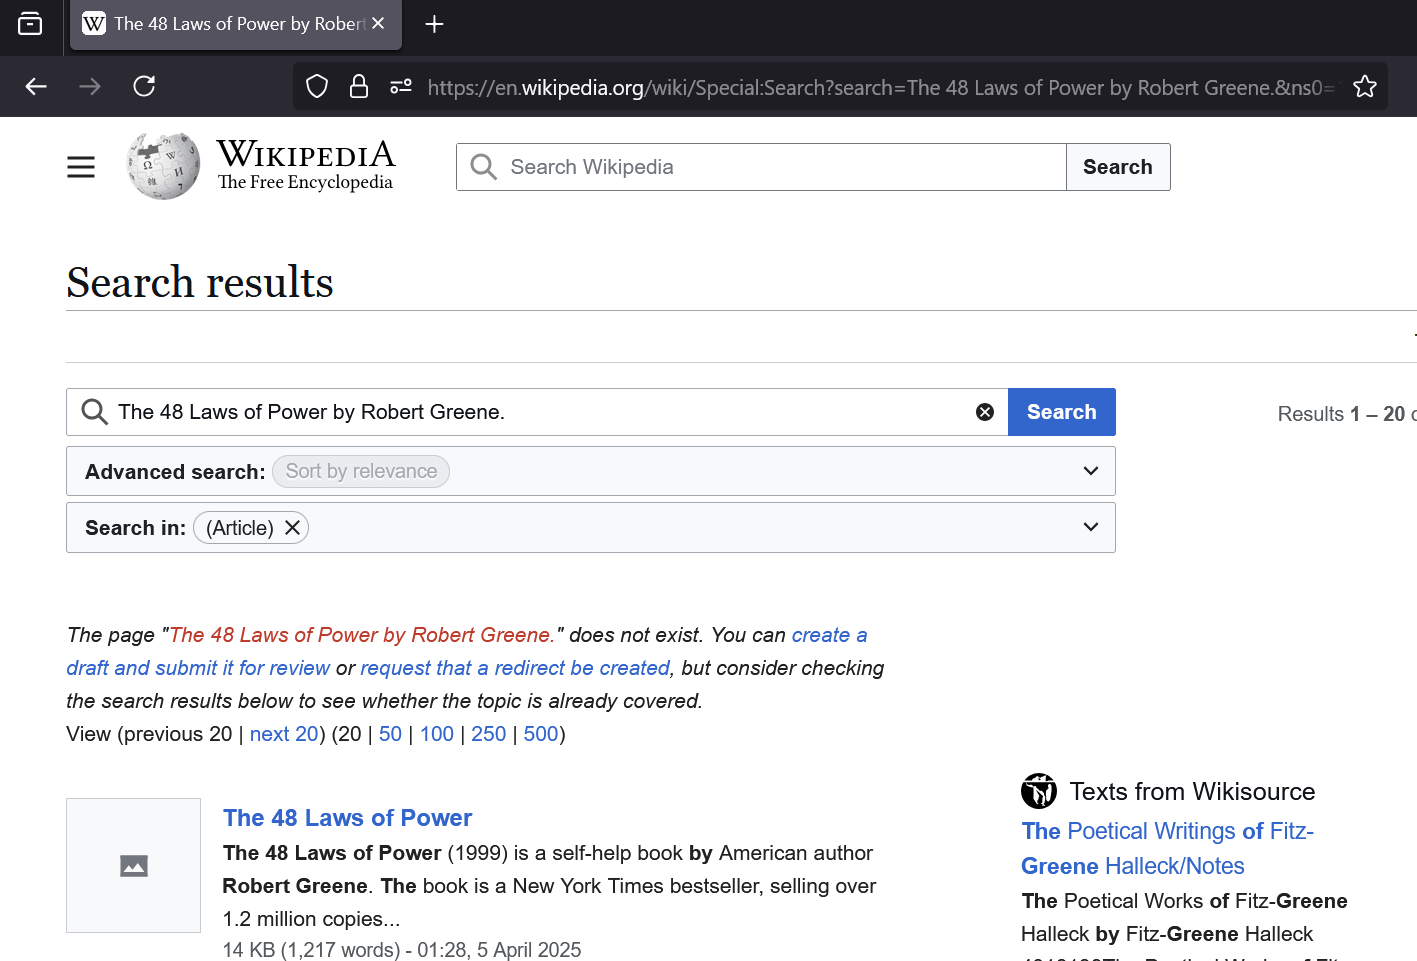 The 48 Laws of Power by Robert
https://en.wikipedia.org/wiki/Special:Search?search=The 48 Laws of Power by Robert Greene.&ns0=
WIKIPEDIA
The Free Encyclopedia
Search Wikipedia
Search
Search results
The 48 Laws of Power by Robert Greene.
Search
Results 1 – 20
Advanced search: Sort by relevance
Search in: (Article)
The page "The 48 Laws of Power by Robert Greene." does not exist. You can create a
draft and submit it for review or request that a redirect be created, but consider checking
the search results below to see whether the topic is already covered.
View (previous 20 | next 20) (20 | 50 | 100 | 250 | 500)
The 48 Laws of Power
The 48 Laws of Power (1999) is a self-help book by American author
Robert Greene. The book is a New York Times bestseller, selling over
1.2 million copies...
14 KB (1,217 words) - 01:28, 5 April 2025
Texts from Wikisource
The Poetical Writings of Fitz-
Greene Halleck/Notes
The Poetical Works of Fitz-Greene
Halleck by Fitz-Greene Halleck